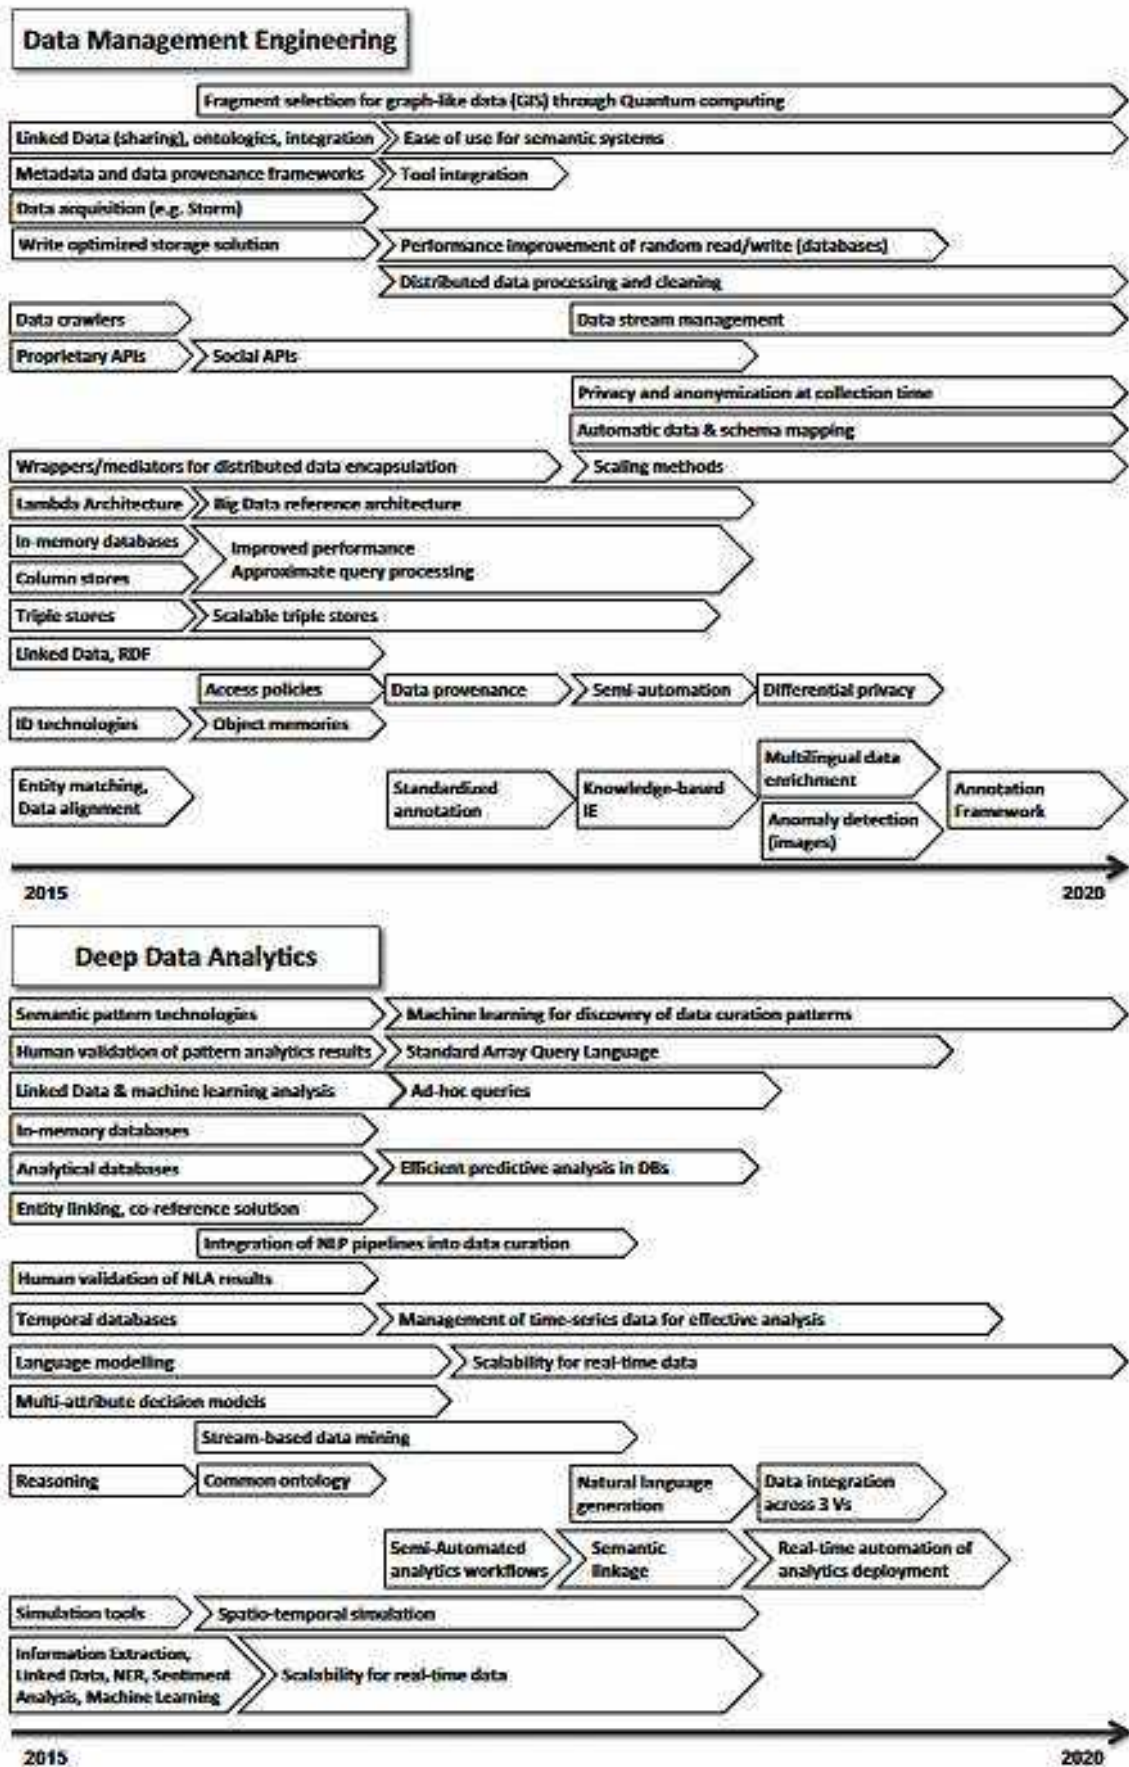 Data Management Engineering
Fragment selection for graph-like data (GIS) through Quantum computing
Linked Data (sharing), ontologies, integration
Ease of use for semantic systems
Metadata and data provenance frameworks
Tool integration
Data acquisition (e.g. Storm)
Write optimized storage solution
Performance improvement of random read/write (databases)
Distributed data processing and cleaning
Data crawlers
Data stream management
Proprietary APIs
Social APIs
Privacy and anonymization at collection time
Automatic data & schema mapping
Wrappers/mediators for distributed data encapsulation
Scaling methods
Lambda Architecture
Big Data reference architecture
In-memory databases
Improved performance
Approximate query processing
Column stores
Triple stores
Scalable triple stores
Linked Data, RDF
Access policies
Data provenance
Semi-automation
Differential privacy
ID technologies
Object memories
Entity matching,
Data alignment
Standardized
annotation
Knowledge-based
IE
Multilingual data
enrichment
Anomaly detection
(images)
Annotation
Framework
2015
2020
Deep Data Analytics
Semantic pattern technologies
Machine learning for discovery of data curation patterns
Human validation of pattern analytics results
Standard Array Query Language
Linked Data & machine learning analysis
Ad-hoc queries
In-memory databases
Analytical databases
Efficient predictive analysis in DBs
Entity linking, co-reference solution
Integration of NLP pipelines into data curation
Human validation of NLA results
Temporal databases
Management of time-series data for effective analysis
Language modelling
Scalability for real-time data
Multi-attribute decision models
Stream-based data mining
Reasoning
Common ontology
Natural language
generation
Data integration
across 3 Vs
Semi-Automated
analytics workflows
Semantic
linkage
Real-time automation of
analytics deployment
Simulation tools
Spatio-temporal simulation
Information Extraction,
Linked Data, NER, Sentiment
Analysis, Machine Learning
Scalability for real-time data
2015
2020